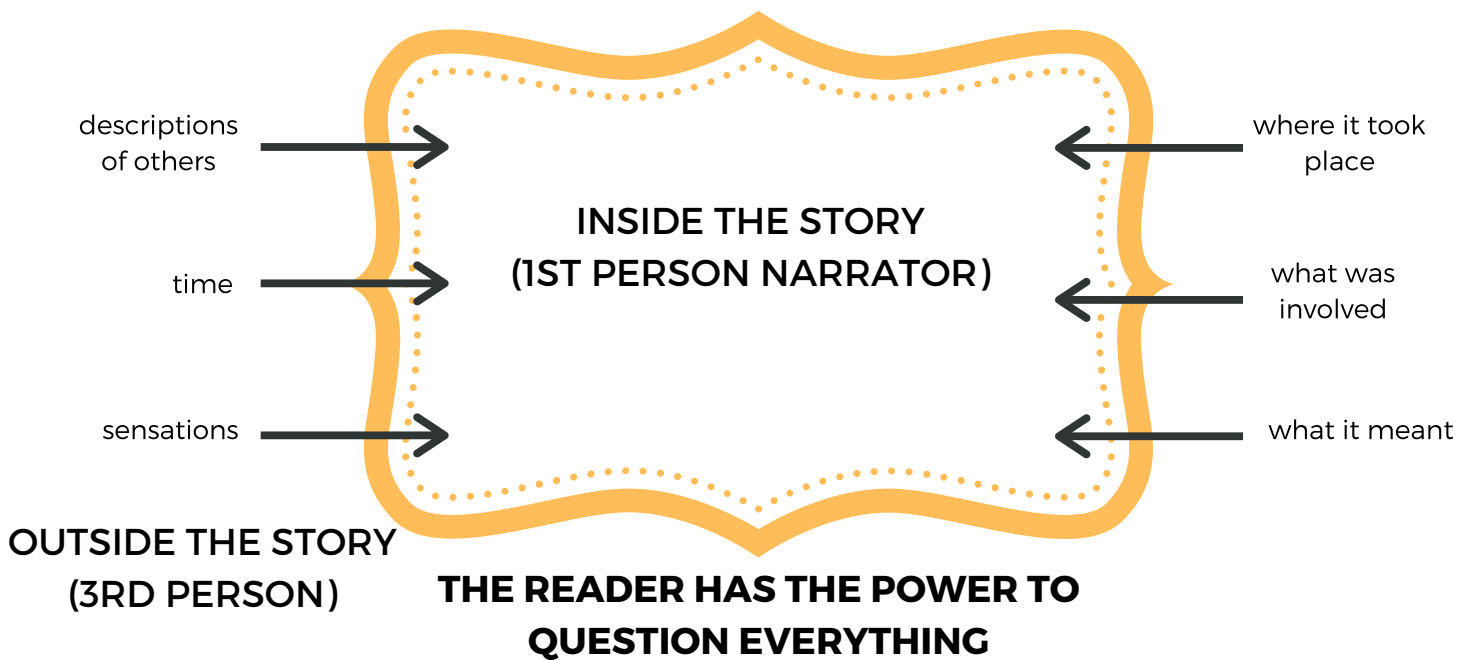 descriptions
of others
time
sensations
INSIDE THE STORY
(1ST PERSON NARRATOR)
where it took
place
what was
involved
what it meant
OUTSIDE THE STORY
(3RD PERSON)
THE READER HAS THE POWER TO
QUESTION EVERYTHING